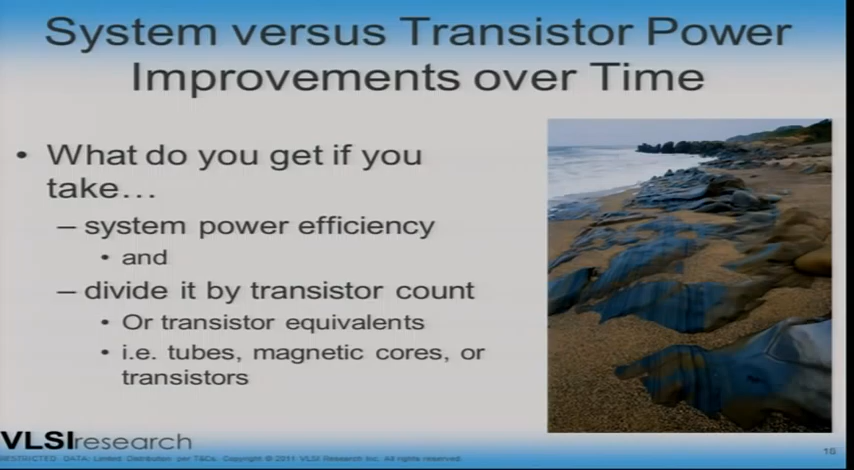 System versus Transistor Power
Improvements over Time
• What do you get if you
take…
– system power efficiency
• and
– divide it by transistor count
• Or transistor equivalents
• i.e. tubes, magnetic cores, or
transistors
VLSIresearch
RESTRICTED DATA: Limited Distribution per T&Cs. Copyright © 2011 VLSI Research Inc. All rights reserved.